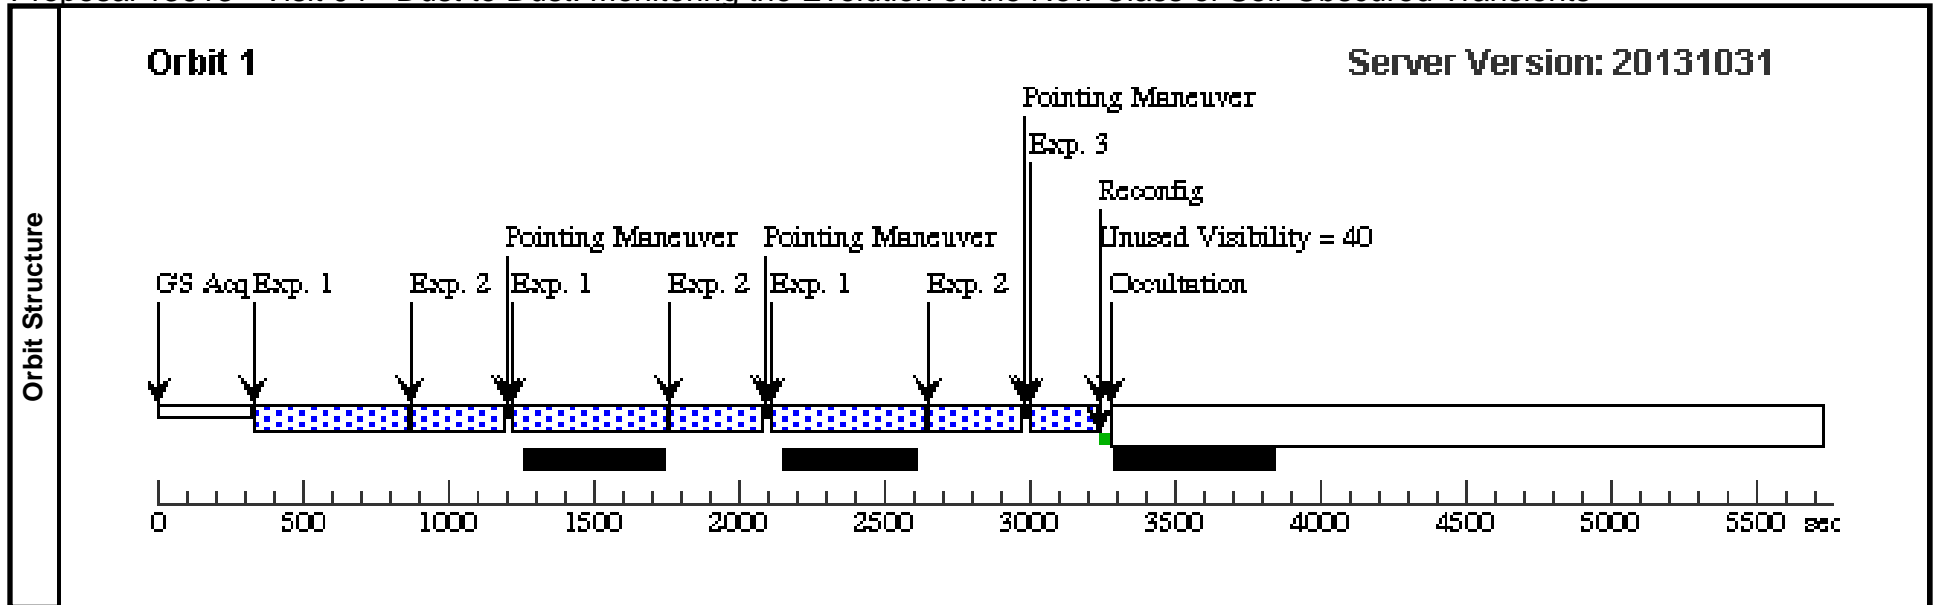 Orbit 1
Server Version: 20131031
Pointing Maneuver
Exp. 3
Reconfig
Pointing Maneuver Pointing Maneuver Unused Visibility = 40
GS Acq Exp. 1 Exp. 2 Exp. 1 Exp. 2 Exp. 1 Exp. 2 Occultation
Orbit Structure
0 500 1000 1500 2000 2500 3000 3500 4000 4500 5000 5500 sec